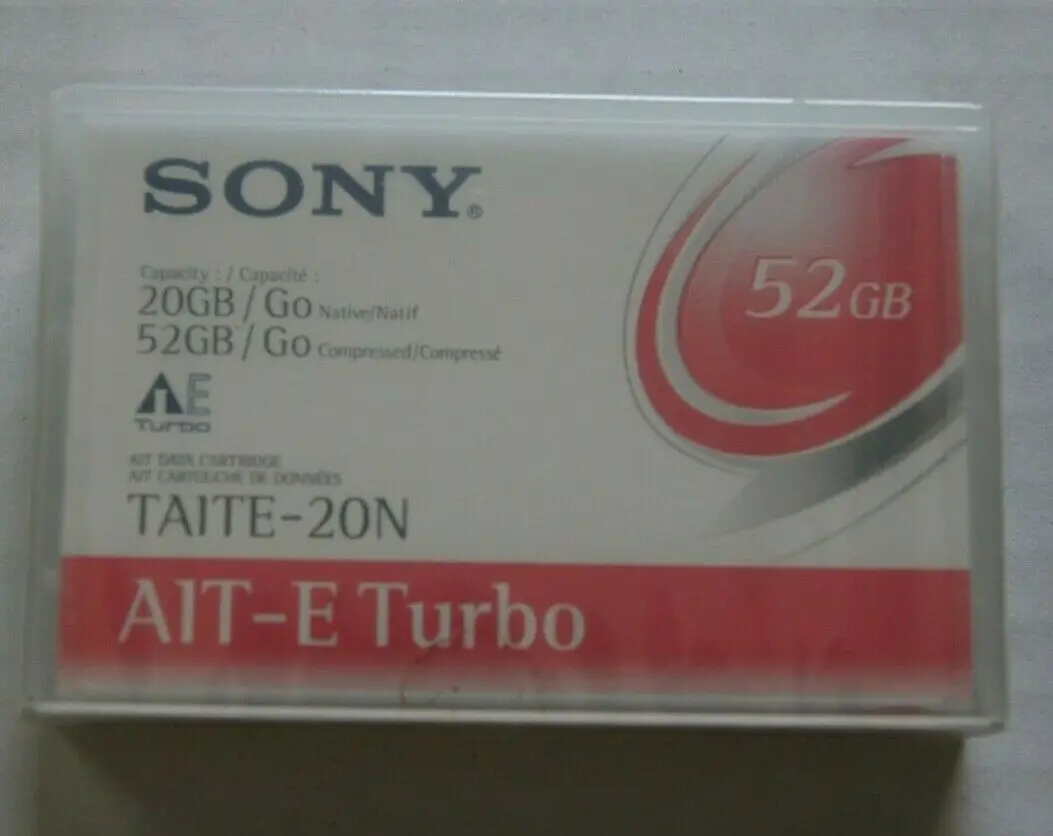 SONY®
Capacity : / Capacité :
20GB / Go Native/Natif
52GB / Go Compressed/Compressé
52GB
AIT E
Turbo
AIT DATA CARTRIDGE
AIT CARTOUCHE DE DONNÉES
TAITE-20N
AIT-E Turbo